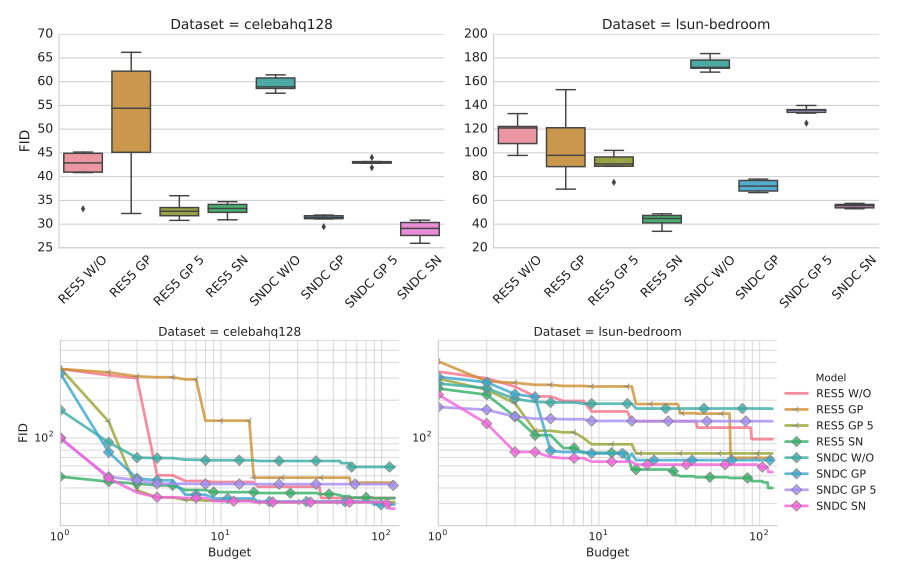 Dataset = celebahq128
Dataset = lsun-bedroom
70
65
60
55
50
45
40
35
30
25
FID
200
180
160
140
120
100
80
60
40
20
RES5 W/O
RES5 GP
RES5 GP 5
RES5 SN
SNDC W/O
SNDC GP
SNDC GP 5
SNDC SN
RES5 W/O
RES5 GP
RES5 GP 5
RES5 SN
SNDC W/O
SNDC GP
SNDC GP 5
SNDC SN
Dataset = celebahq128
Dataset = lsun-bedroom
FID
10²
10²
10⁰
10¹
10²
10⁰
10¹
10²
Budget
Budget
Model
RES5 W/O
RES5 GP
RES5 GP 5
RES5 SN
SNDC W/O
SNDC GP
SNDC GP 5
SNDC SN